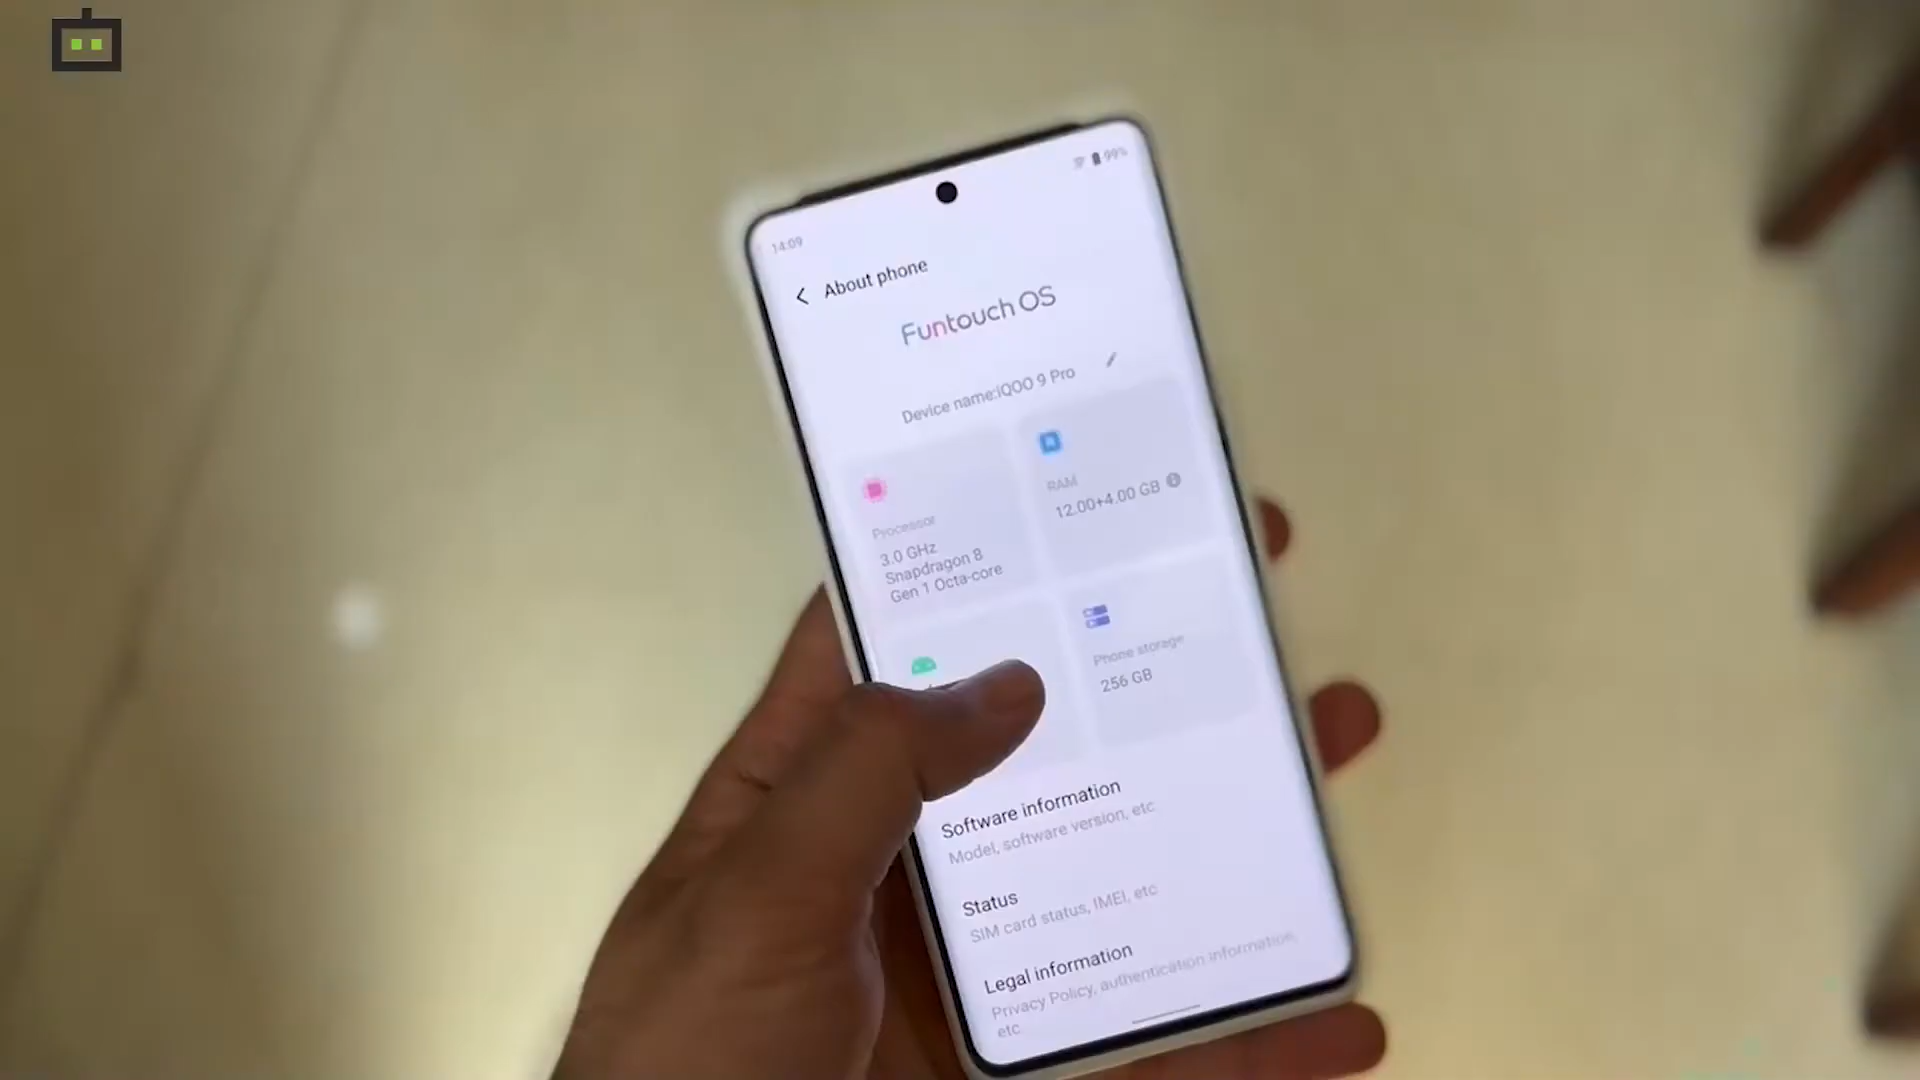 14:09
99%
About phone
Funtouch OS
Device name:iQOO 9 Pro
Processor
3.0 GHz
Snapdragon 8
Gen 1 Octa-core
RAM
12.00+4.00 GB
Phone storage
256 GB
Software information
Model, software version, etc
Status
SIM card status, IMEI, etc
Legal information
Privacy Policy, authentication information,
etc